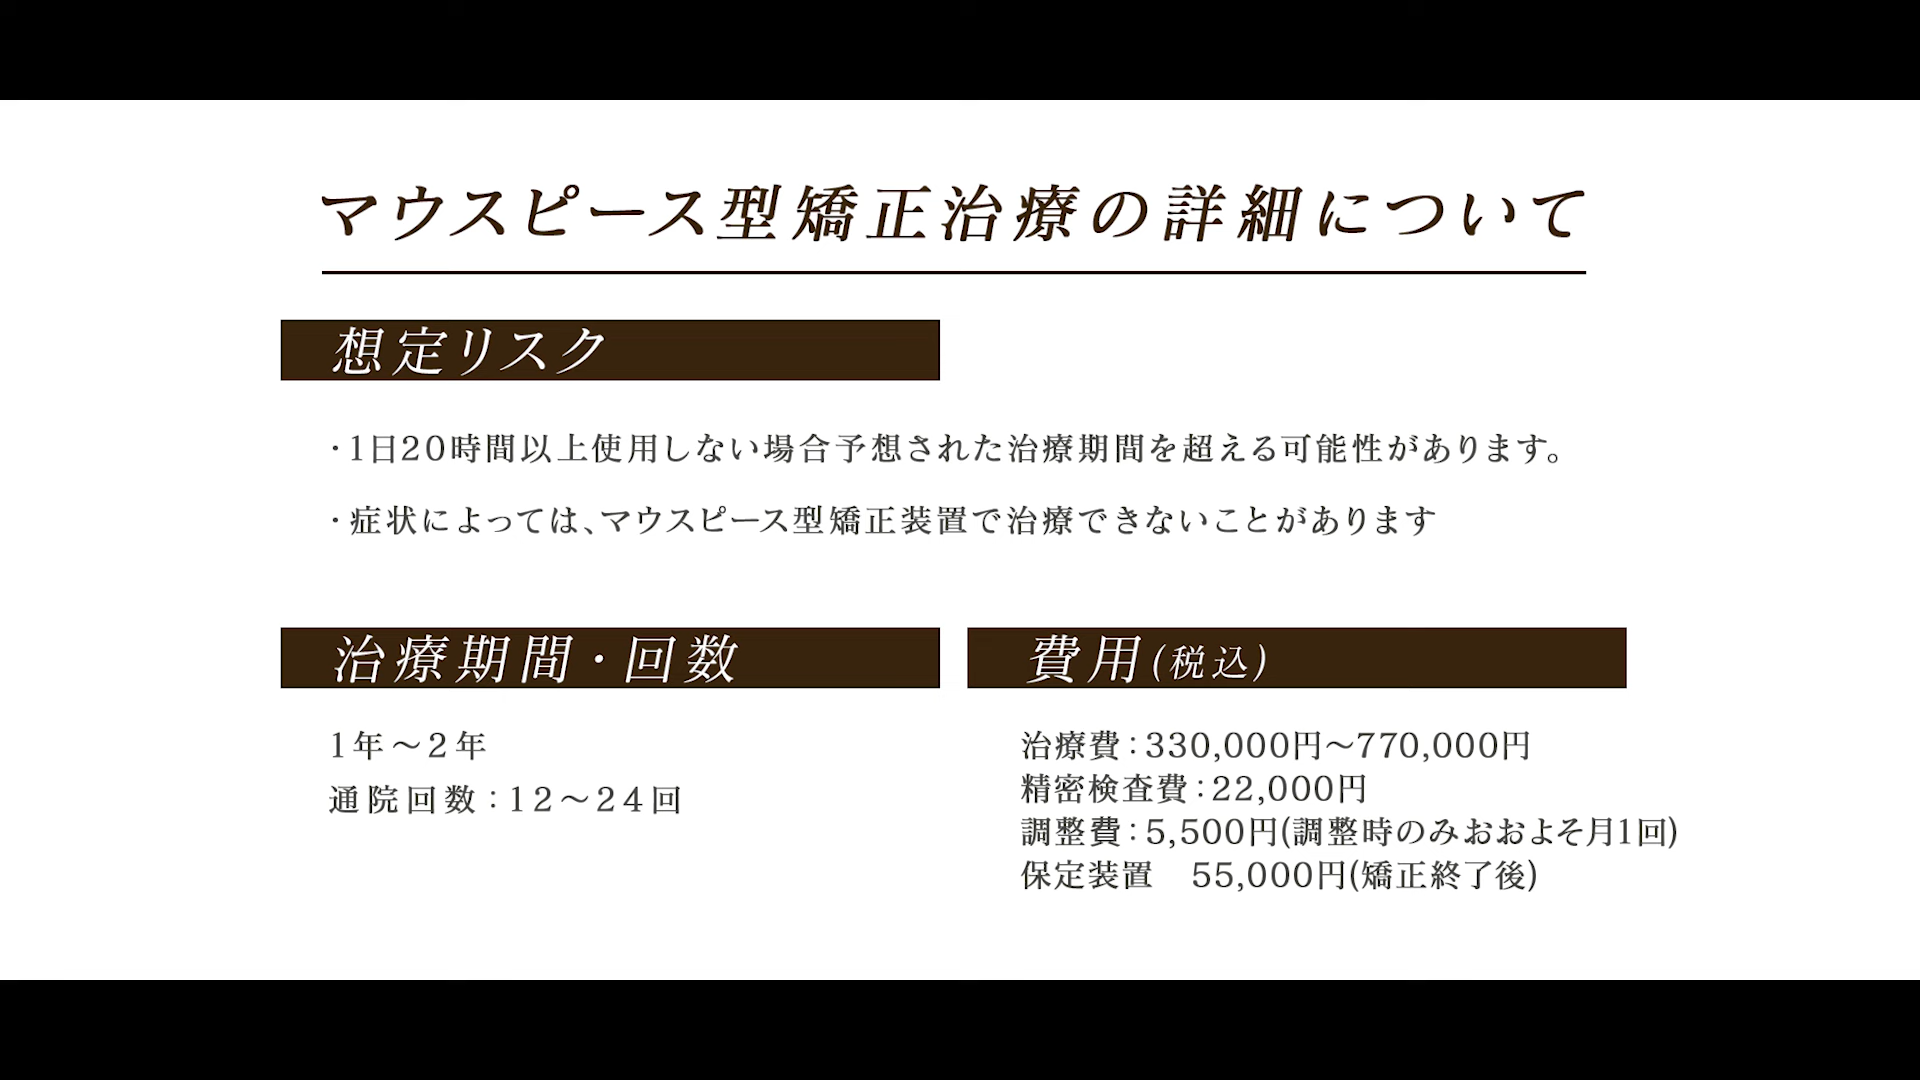 マウスピース型矯正治療の詳細について
想定リスク
・1日20時間以上使用しない場合予想された治療期間を超える可能性があります。
・症状によっては、マウスピース型矯正装置で治療できないことがあります
治療期間・回数
1年～2年
通院回数：12～24回
費用(税込)
治療費：330,000円～770,000円
精密検査費：22,000円
調整費：5,500円(調整時のみおおよそ月1回)
保定装置　55,000円(矯正終了後)